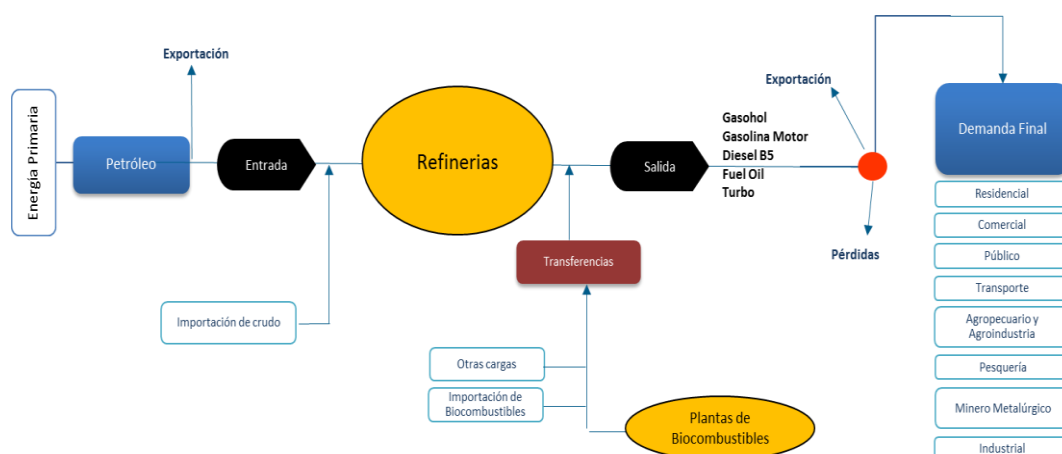 Exportación
Energía Primaria
Petróleo
Entrada
Refinerias
Importación de crudo
Transferencias
Otras cargas
Importación de
Biocombustibles
Plantas de
Biocombustibles
Salida
Gasohol
Gasolina Motor
Diesel B5
Fuel Oil
Turbo
Exportación
Pérdidas
Demanda Final
Residencial
Comercial
Público
Transporte
Agropecuario y
Agroindustria
Pesquería
Minero Metalúrgico
Industrial